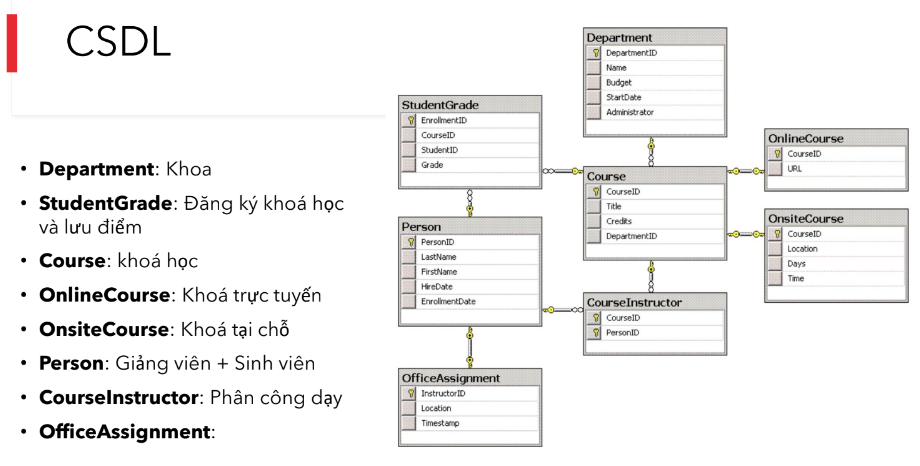 CSDL
• Department: Khoa
• StudentGrade: Đăng ký khoá học
và lưu điểm
• Course: khoá học
• OnlineCourse: Khoá trực tuyến
• OnsiteCourse: Khoá tại chỗ
• Person: Giảng viên + Sinh viên
• CourseInstructor: Phân công dạy
• OfficeAssignment:
Department
DepartmentID
Name
Budget
StartDate
Administrator
StudentGrade
EnrollmentID
CourseID
StudentID
Grade
Course
CourseID
Title
Credits
DepartmentID
OnlineCourse
CourseID
URL
OnsiteCourse
CourseID
Location
Days
Time
Person
PersonID
LastName
FirstName
HireDate
EnrollmentDate
CourseInstructor
CourseID
PersonID
OfficeAssignment
InstructorID
Location
Timestamp